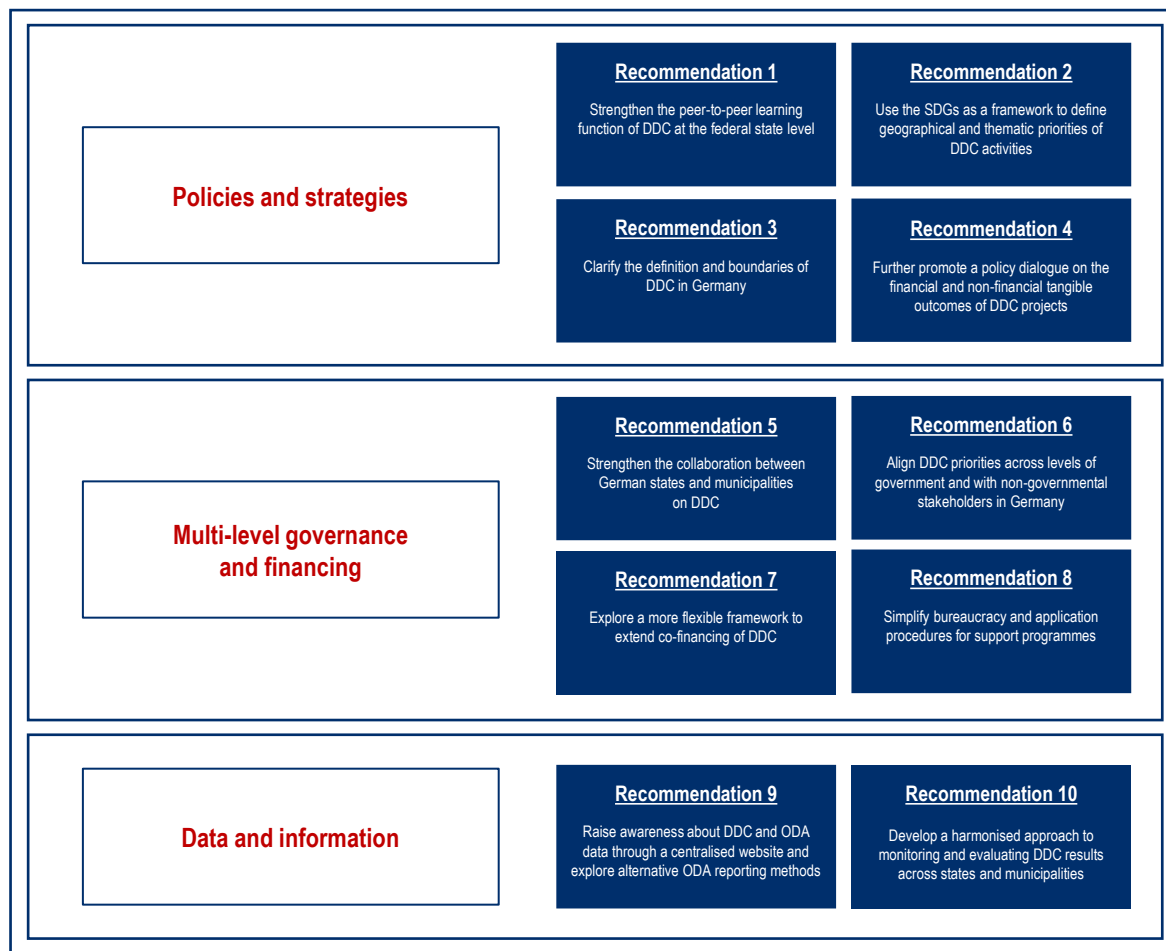 Policies and strategies
Recommendation 1
Strengthen the peer-to-peer learning
function of DDC at the federal state level
Recommendation 2
Use the SDGs as a framework to define
geographical and thematic priorities of
DDC activities
Recommendation 3
Clarify the definition and boundaries of
DDC in Germany
Recommendation 4
Further promote a policy dialogue on the
financial and non-financial tangible
outcomes of DDC projects
Multi-level governance
and financing
Recommendation 5
Strengthen the collaboration between
German states and municipalities
on DDC
Recommendation 6
Align DDC priorities across levels of
government and with non-governmental
stakeholders in Germany
Recommendation 7
Explore a more flexible framework to
extend co-financing of DDC
Recommendation 8
Simplify bureaucracy and application
procedures for support programmes
Data and information
Recommendation 9
Raise awareness about DDC and ODA
data through a centralised website and
explore alternative ODA reporting methods
Recommendation 10
Develop a harmonised approach to
monitoring and evaluating DDC results
across states and municipalities